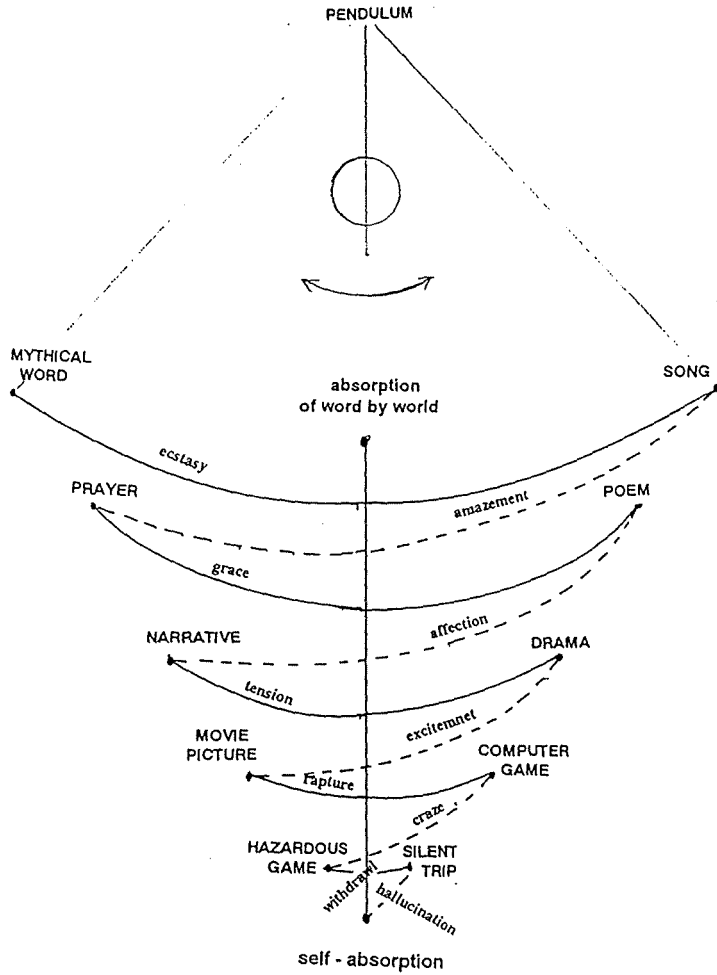 PENDULUM
MYTHICAL
WORD
SONG
absorption
of word by world
ecstasy
PRAYER
amazement
POEM
grace
affection
NARRATIVE
DRAMA
tension
excitemnet
MOVIE
PICTURE
COMPUTER
GAME
rapture
craze
HAZARDOUS
GAME
SILENT
TRIP
withdrawl
hallucination
self - absorption